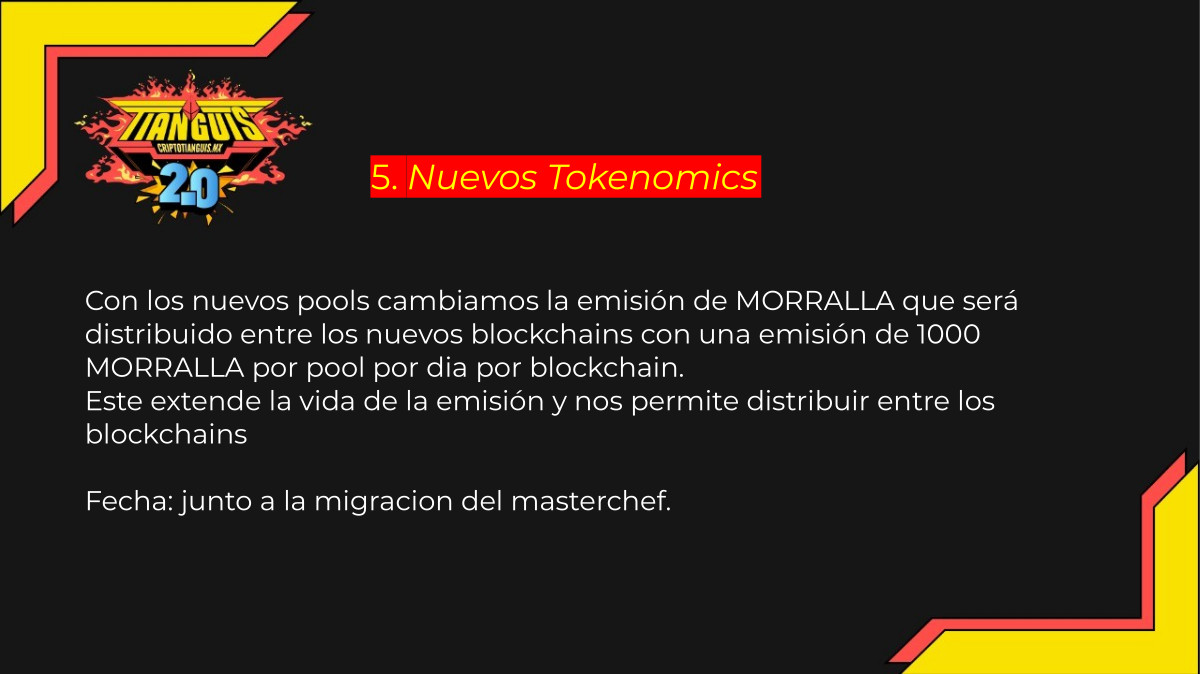 TIANGUIS
CRIPTOTIANGUIS.MX
2.0
5. Nuevos Tokenomics
Con los nuevos pools cambiamos la emisión de MORRALLA que será
distribuido entre los nuevos blockchains con una emisión de 1000
MORRALLA por pool por dia por blockchain.
Este extende la vida de la emisión y nos permite distribuir entre los
blockchains
Fecha: junto a la migracion del masterchef.